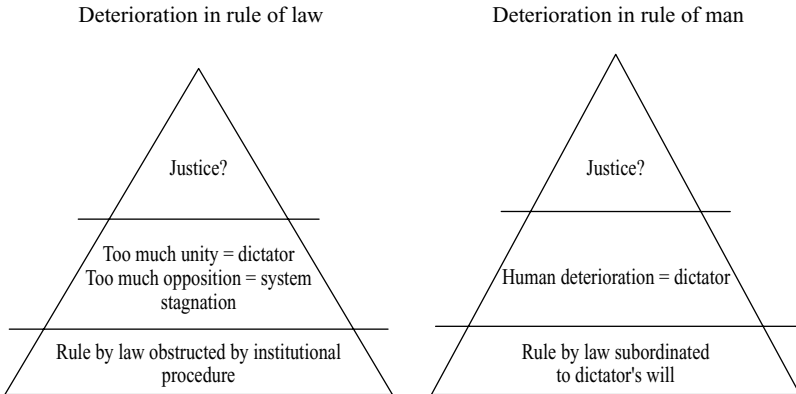 Deterioration in rule of law
Justice?
Too much unity = dictator
Too much opposition = system
stagnation
Rule by law obstructed by institutional
procedure
Deterioration in rule of man
Justice?
Human deterioration = dictator
Rule by law subordinated
to dictator's will